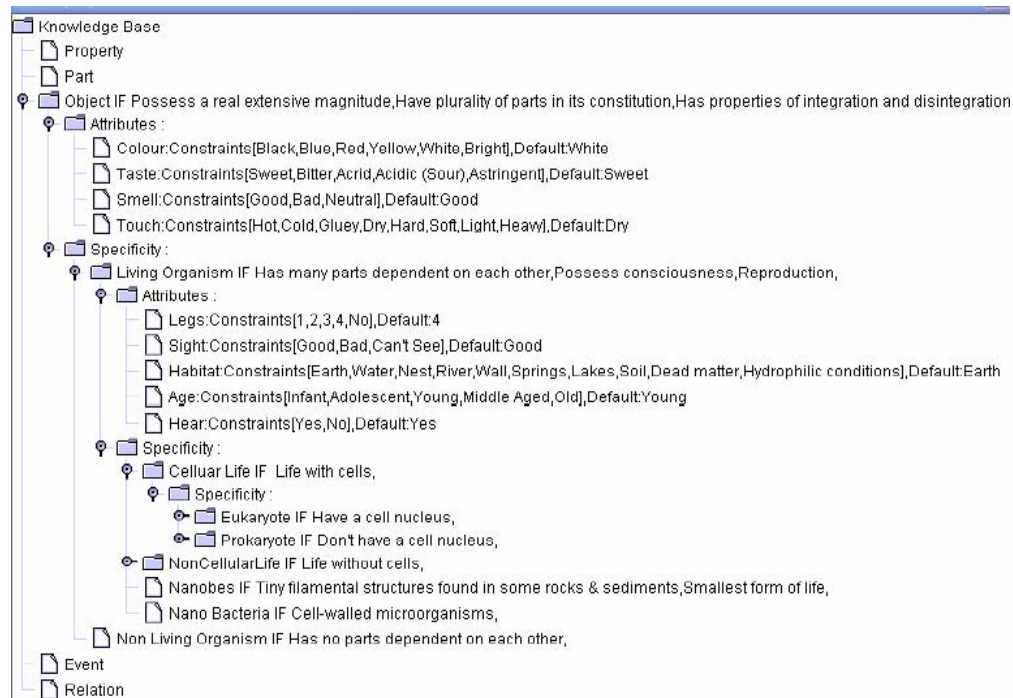 Knowledge Base
Property
Part
Object IF Possess a real extensive magnitude,Have plurality of parts in its constitution,Has properties of integration and disintegration
Attributes :
Colour:Constraints[Black,Blue,Red,Yellow,White,Bright],Default:White
Taste:Constraints[Sweet,Bitter,Acrid,Acidic (Sour),Astringent],Default:Sweet
Smell:Constraints[Good,Bad,Neutral],Default:Good
Touch:Constraints[Hot,Cold,Gluey,Dry,Hard,Soft,Light,Heavy],Default:Dry
Specificity :
Living Organism IF Has many parts dependent on each other,Possess consciousness,Reproduction,
Attributes :
Legs:Constraints[1,2,3,4,No],Default:4
Sight:Constraints[Good,Bad,Can't See],Default:Good
Habitat:Constraints[Earth,Water,Nest,River,Wall,Springs,Lakes,Soil,Dead matter,Hydrophilic conditions],Default:Earth
Age:Constraints[Infant,Adolescent,Young,Middle Aged,Old],Default:Young
Hear:Constraints[Yes,No],Default:Yes
Specificity :
Celluar Life IF Life with cells,
Specificity :
Eukaryote IF Have a cell nucleus,
Prokaryote IF Don't have a cell nucleus,
NonCellularLife IF Life without cells,
Nanobes IF Tiny filamental structures found in some rocks & sediments,Smallest form of life,
Nano Bacteria IF Cell-walled microorganisms,
Non Living Organism IF Has no parts dependent on each other,
Event
Relation